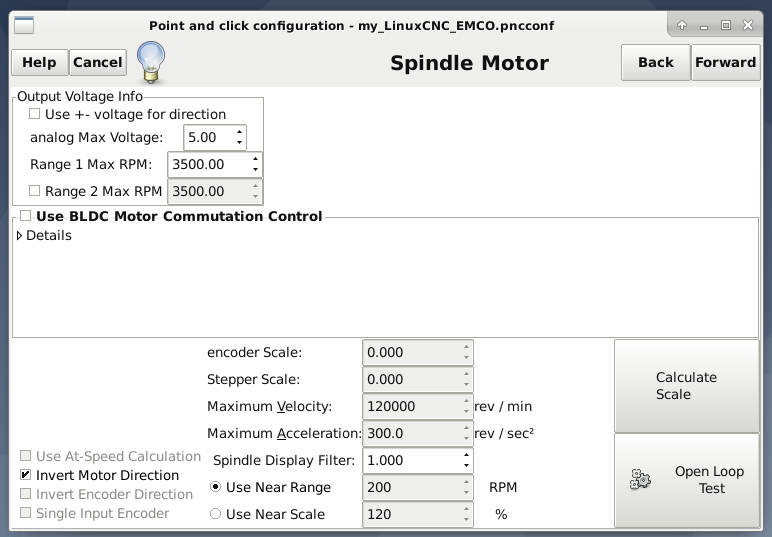 Point and click configuration - my_LinuxCNC_EMCO.pncconf
Help Cancel Spindle Motor Back Forward
Output Voltage Info
Use +- voltage for direction
analog Max Voltage: 5.00
Range 1 Max RPM: 3500.00
Range 2 Max RPM 3500.00
Use BLDC Motor Commutation Control
Details
encoder Scale: 0.000
Stepper Scale: 0.000
Maximum Velocity: 120000 rev / min
Maximum Acceleration: 300.0 rev / sec²
Calculate
Scale
Use At-Speed Calculation Spindle Display Filter: 1.000
Invert Motor Direction Use Near Range 200 RPM
Invert Encoder Direction
Single Input Encoder Use Near Scale 120 %
Open Loop
Test